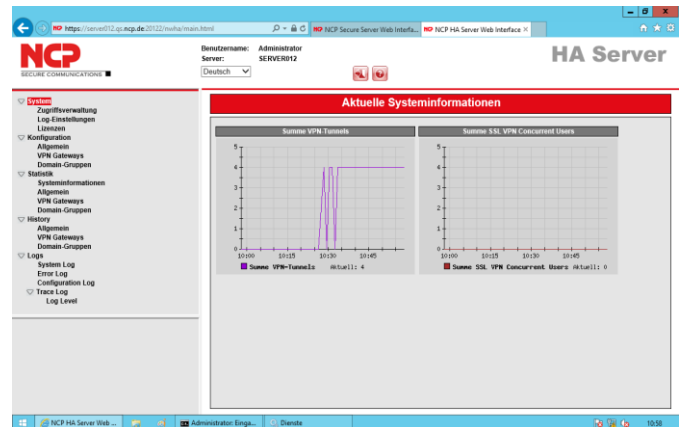 https://server012.qs.ncp.de:20122/nwha/main.html
NCP Secure Server Web Interfa...
NCP HA Server Web Interface
NCP
SECURE COMMUNICATIONS
Benutzername: Administrator
Server: SERVER012
Deutsch
HA Server
System
Zugriffsverwaltung
Log-Einstellungen
Lizenzen
Konfiguration
Allgemein
VPN Gateways
Domain-Gruppen
Statistik
Systeminformationen
Allgemein
VPN Gateways
Domain-Gruppen
History
Allgemein
VPN Gateways
Domain-Gruppen
Logs
System Log
Error Log
Configuration Log
Trace Log
Log Level
Aktuelle Systeminformationen
Summe VPN-Tunnels
5
4
3
2
1
0
10:00 10:15 10:30 10:45
Summe VPN-Tunnels Aktuell: 4
Summe SSL VPN Concurrent Users
5
4
3
2
1
0
10:00 10:15 10:30 10:45
Summe SSL VPN Concurrent Users Aktuell: 0
NCP HA Server Web ...
Administrator: Einga...
Dienste
10:58